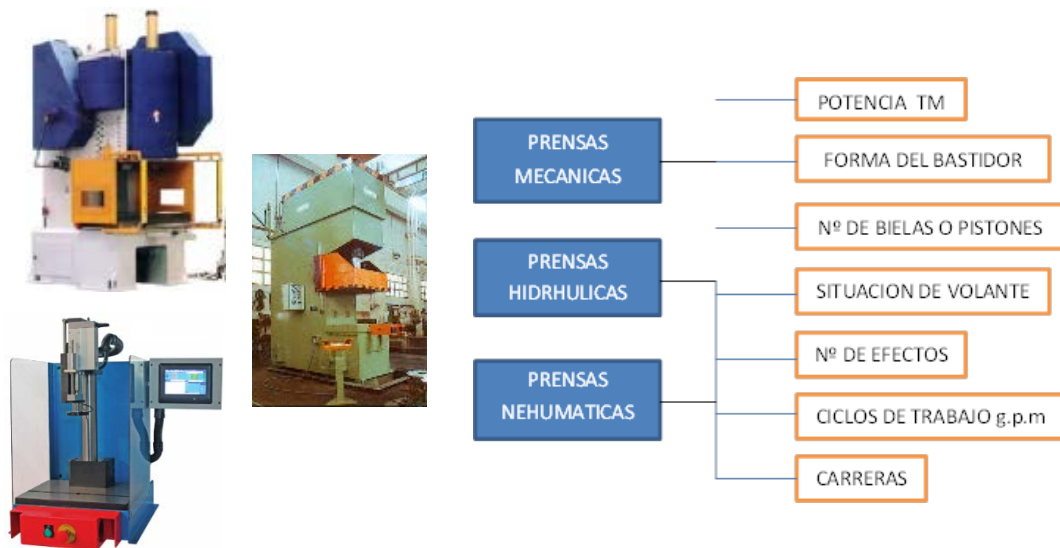 PRENSAS
MECANICAS
PRENSAS
HIDRHULICAS
PRENSAS
NEHUMATICAS
POTENCIA TM
FORMA DEL BASTIDOR
Nº DE BIELAS O PISTONES
SITUACION DE VOLANTE
Nº DE EFECTOS
CICLOS DE TRABAJO g.p.m
CARRERAS